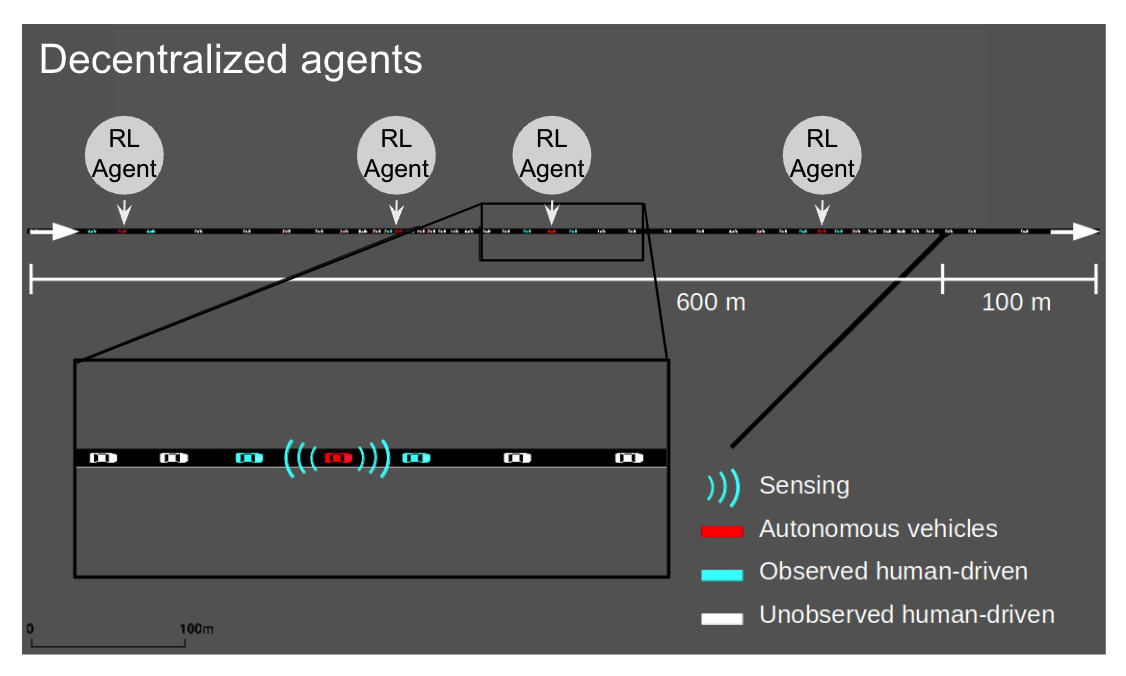 Decentralized agents
RL
Agent
RL
Agent
RL
Agent
RL
Agent
600 m
100 m
Sensing
Autonomous vehicles
Observed human-driven
Unobserved human-driven
0
100m